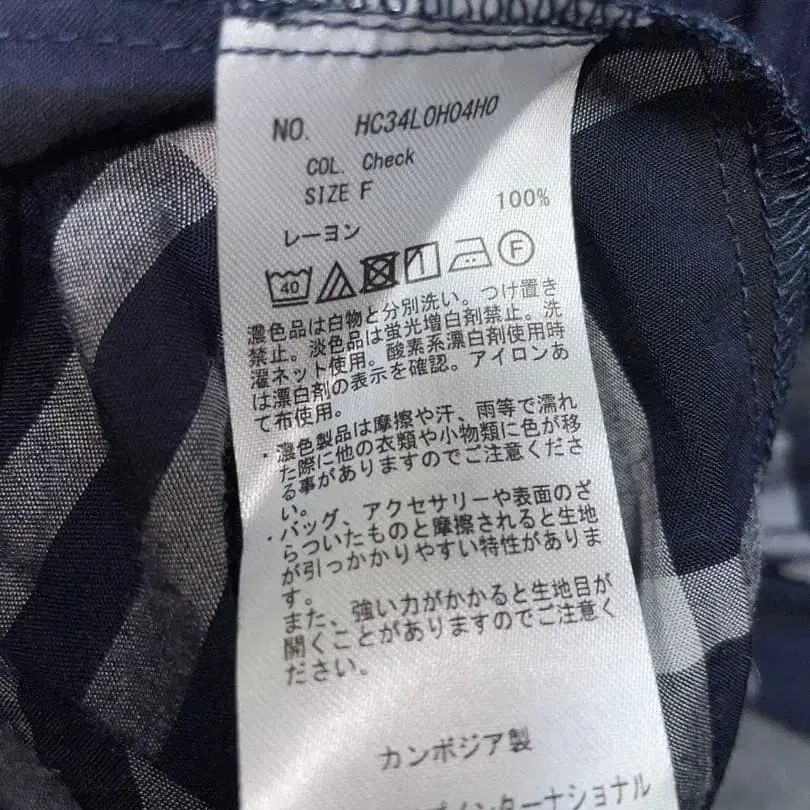 NO. HC34L0H04H0
COL. Check
SIZE F
100%
レーヨン
40
F
濃色品は白物と分別洗い。つけ置き
禁止。淡色品は蛍光増白剤禁止。洗
濯ネット使用。酸素系漂白剤使用時
は漂白剤の表示を確認。アイロンあ
て布使用。
・濃色製品は摩擦や汗、雨等で濡れ
た際に他の衣類や小物類に色が移
る事がありますのでご注意くださ
い。
・バッグ、アクセサリーや表面のざ
らついたものと摩擦されると生地
が引っかかりやすい特性がありま
す。
また、強い力がかかると生地目が
開くことがありますのでご注意く
ださい。
カンボジア製
インターナショナル